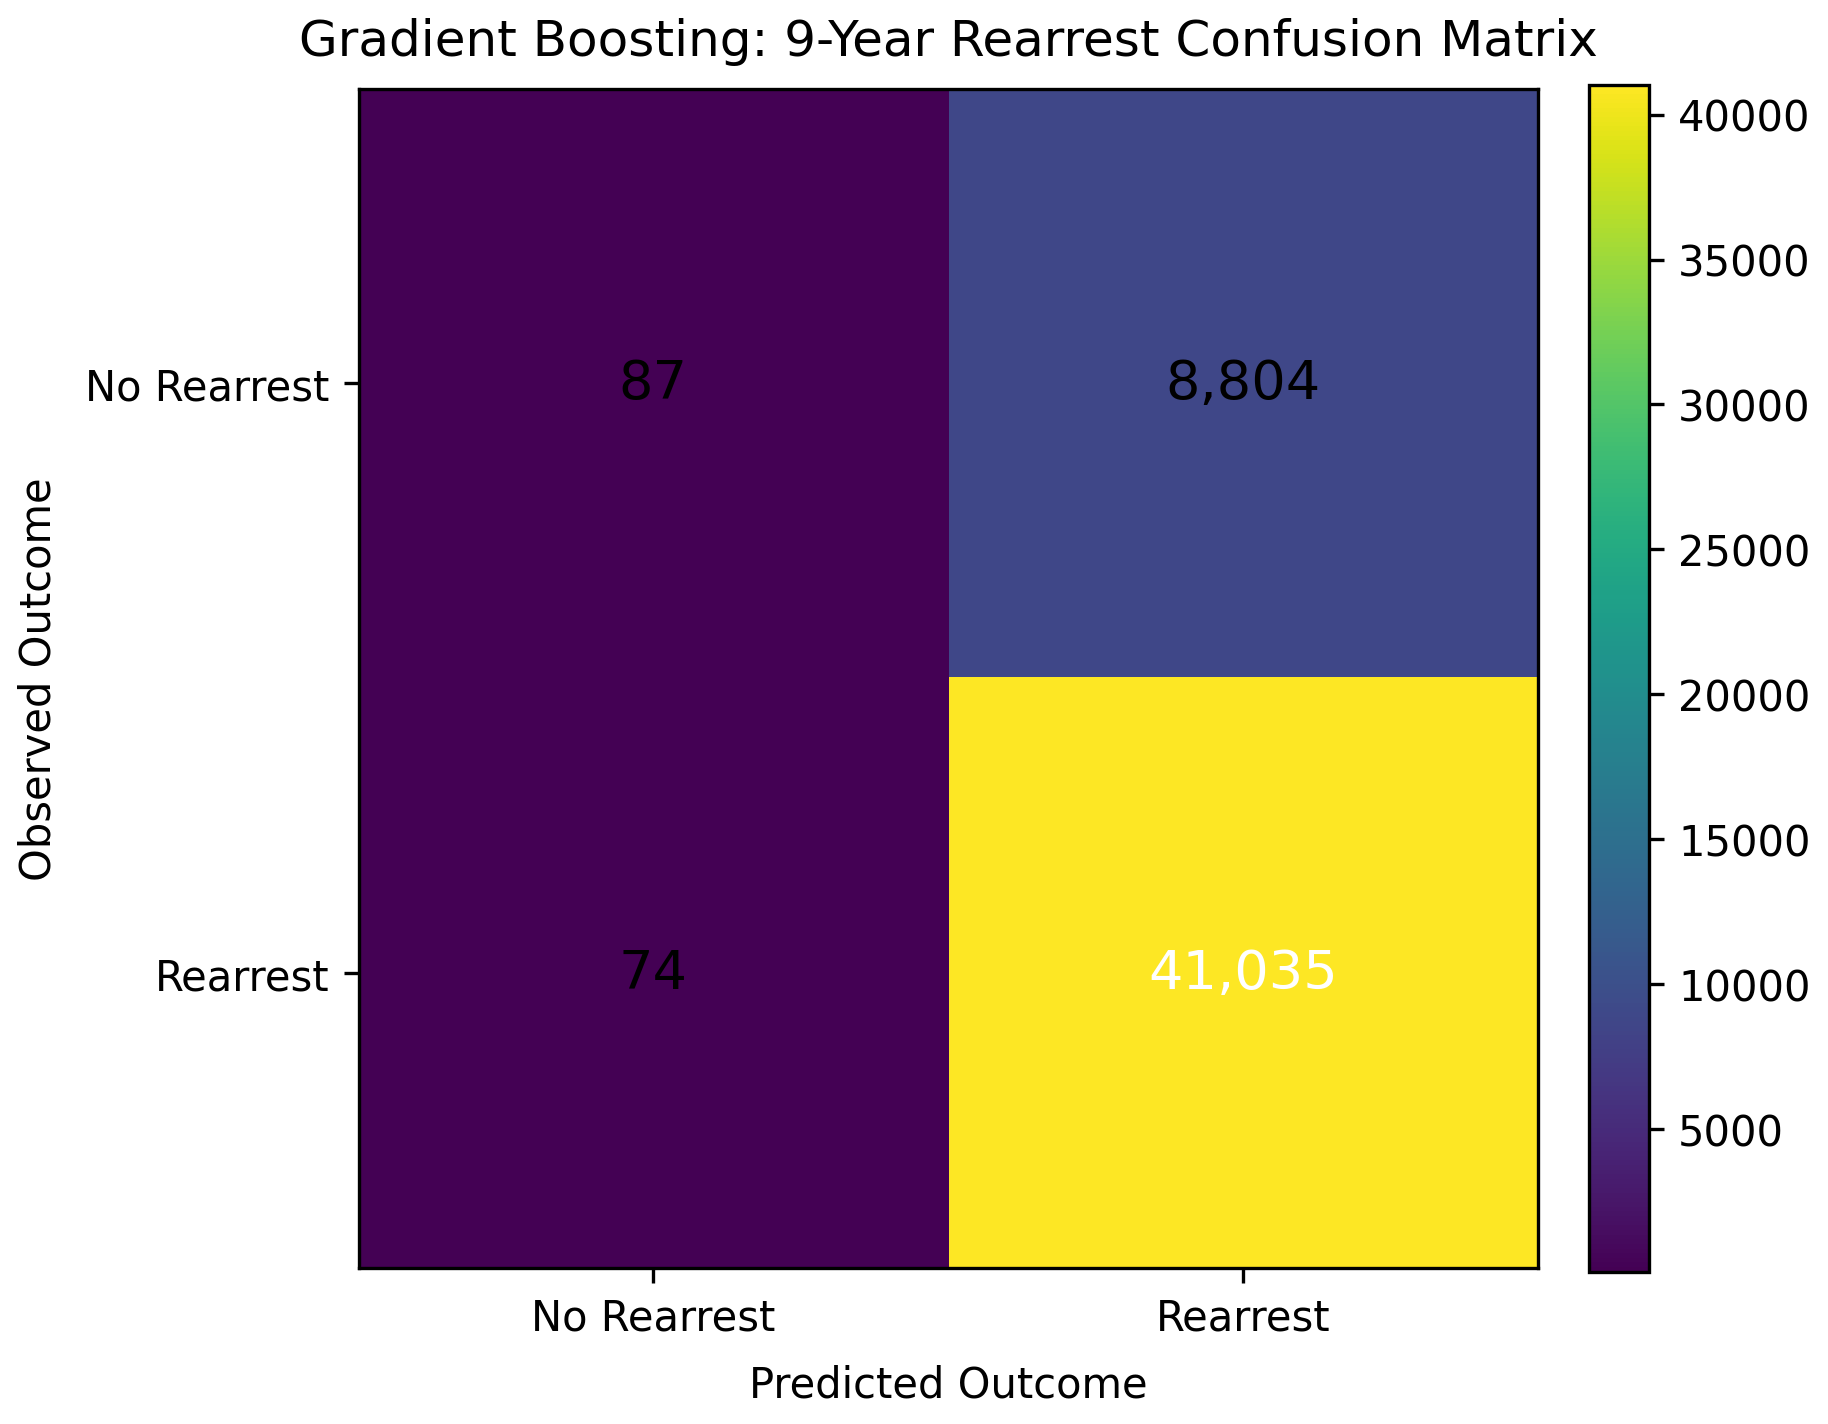 Gradient Boosting: 9-Year Rearrest Confusion Matrix
Observed Outcome
No Rearrest
Rearrest
87
8,804
74
41,035
No Rearrest
Rearrest
Predicted Outcome
40000
35000
30000
25000
20000
15000
10000
5000